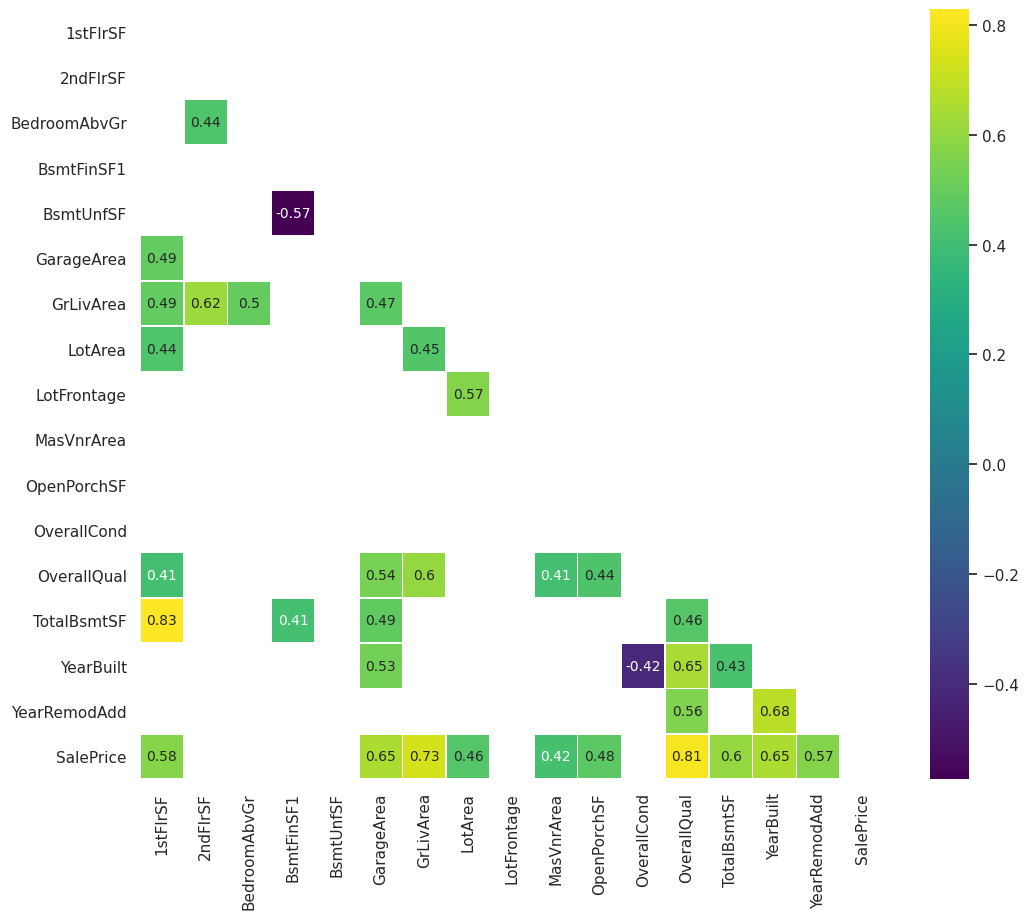 1stFlrSF
2ndFlrSF
BedroomAbvGr 0.44
BsmtFinSF1
BsmtUnfSF -0.57
GarageArea 0.49
GrLivArea 0.49 0.62 0.5 0.47
LotArea 0.44 0.45
LotFrontage 0.57
MasVnrArea
OpenPorchSF
OverallCond
OverallQual 0.41 0.54 0.6 0.41 0.44
TotalBsmtSF 0.83 0.41 0.49 0.46
YearBuilt 0.53 -0.42 0.65 0.43
YearRemodAdd 0.56 0.68
SalePrice 0.58 0.65 0.73 0.46 0.42 0.48 0.81 0.6 0.65 0.57
1stFlrSF
2ndFlrSF
BedroomAbvGr
BsmtFinSF1
BsmtUnfSF
GarageArea
GrLivArea
LotArea
LotFrontage
MasVnrArea
OpenPorchSF
OverallCond
OverallQual
TotalBsmtSF
YearBuilt
YearRemodAdd
SalePrice
0.8
0.6
0.4
0.2
0.0
−0.2
−0.4